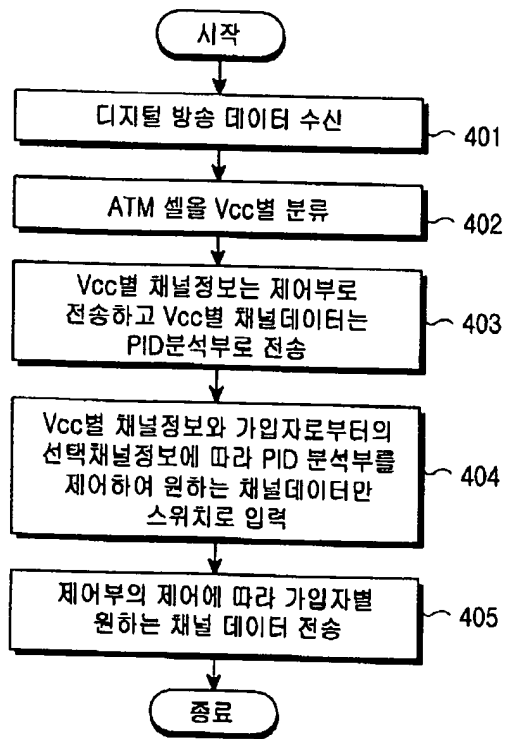 시작
디지털 방송 데이터 수산
401
ATM 셀올 Vcc별 분류
402
Vcc별 채널정보는 제어부로
전송하고 Vcc별 채널데이터는
PID분석부로 전송
403
Vcc별 채널정보와 가입자로부터의
선택채널정보에 따라 PID 분석부를
제어하여 원하는 채널데이터만
스위치로 입력
404
제어부의 제어에 따라 가입자별
원하는 채널 데이터 전송
405
종료